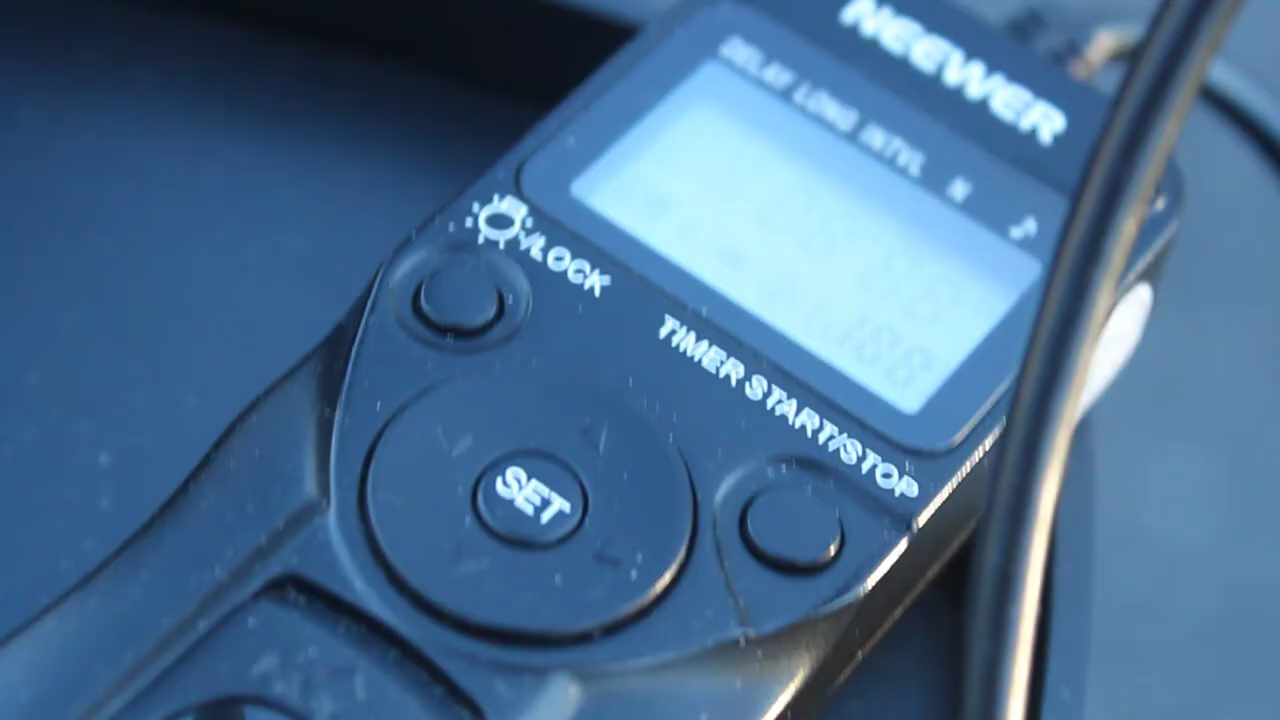 NEEWER
DELAY LONG INTVL N
/LOCK
TIMER START/STOP
SET